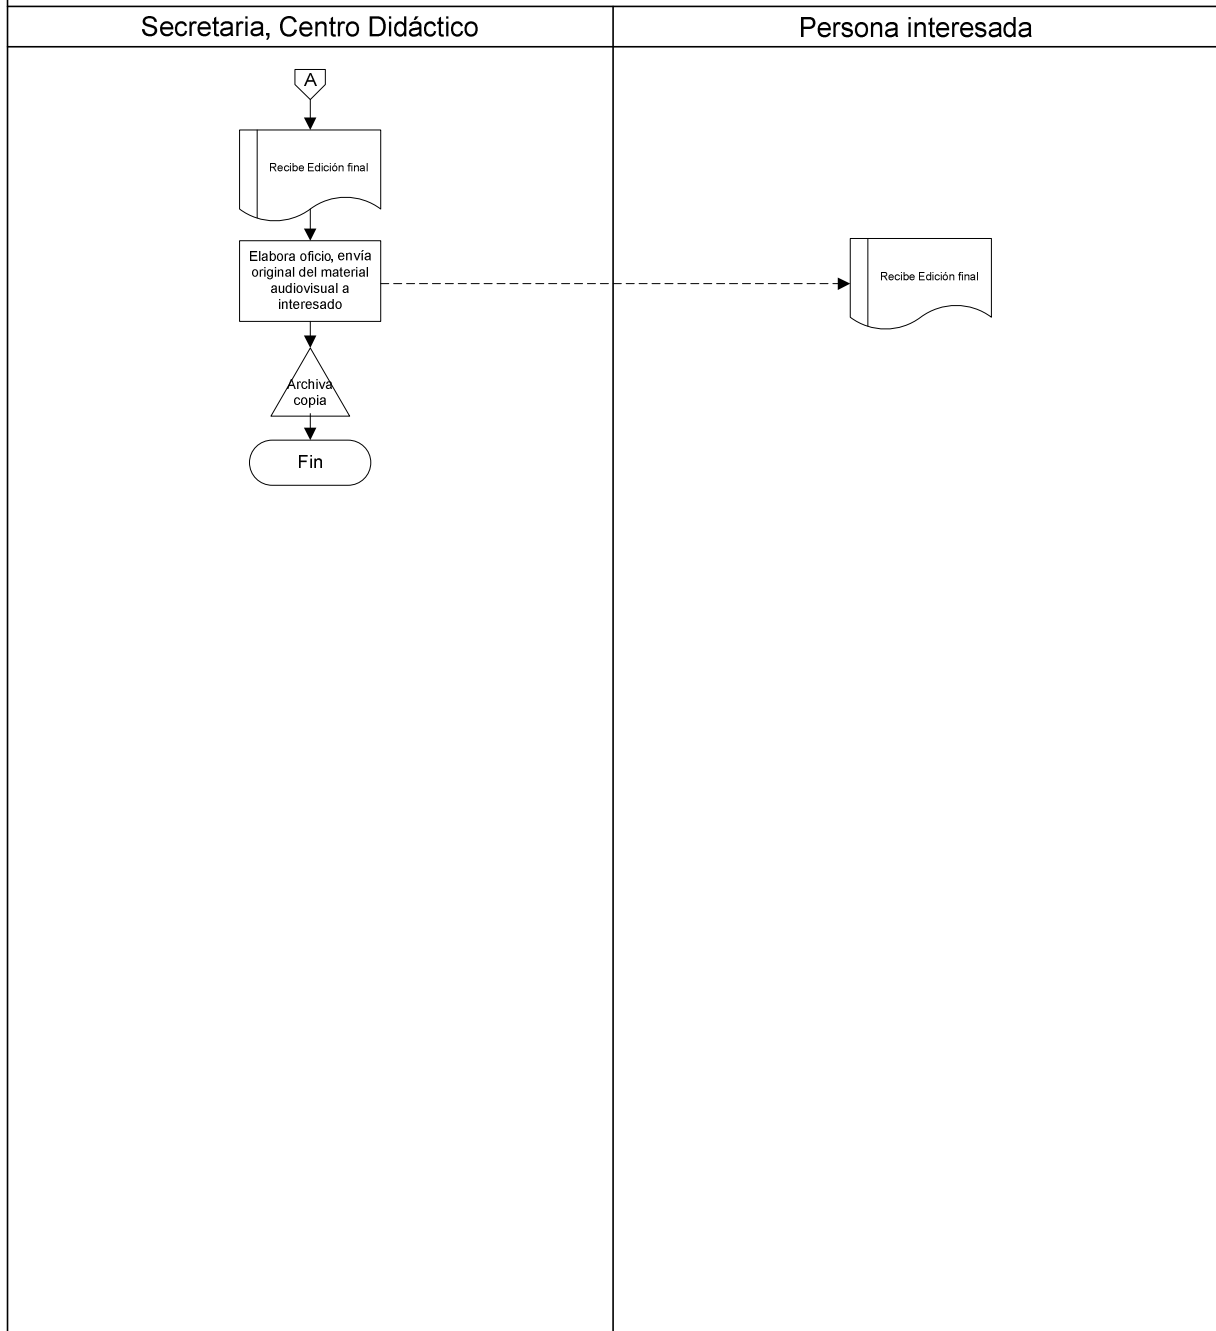 Secretaria, Centro Didáctico
Persona interesada
A
Recibe Edición final
Elabora oficio, envía
original del material
audiovisual a
interesado
Recibe Edición final
Archiva
copia
Fin